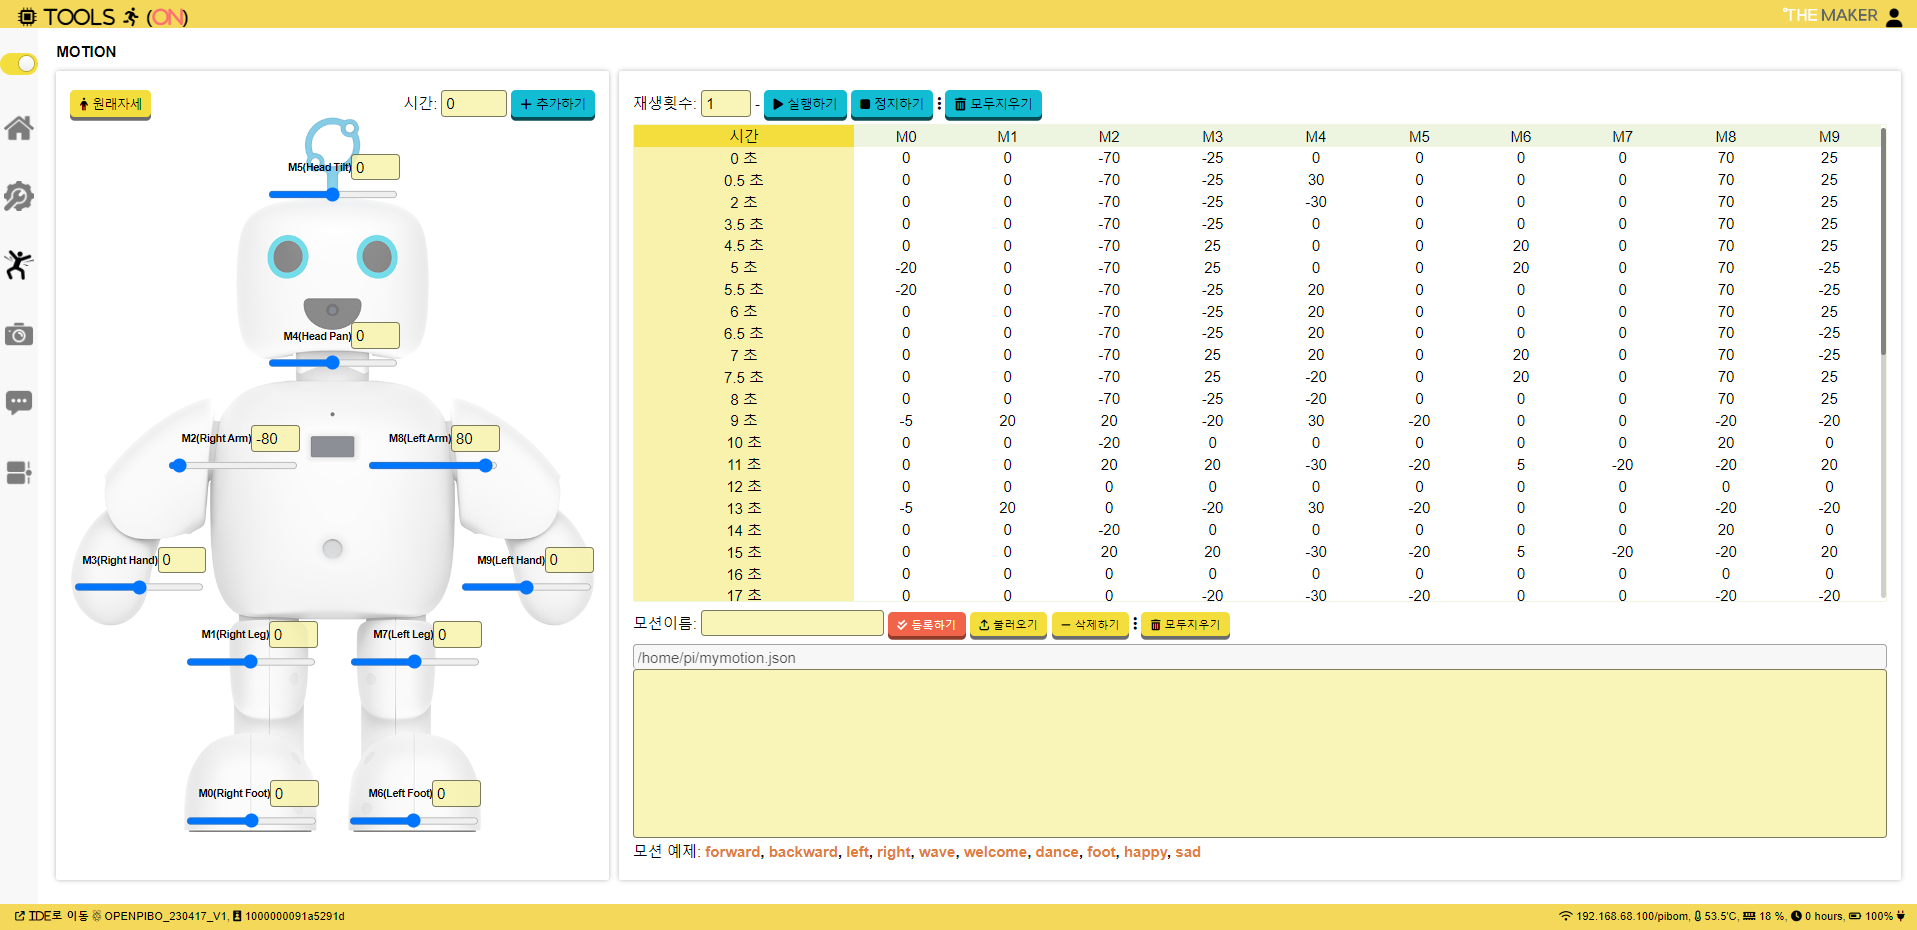 TOOLS (ON)
THE MAKER
MOTION
원래자세
시간: 0 + 추가하기
M5(Head Tilt) 0
M4(Head Pan) 0
M2(Right Arm) -80
M8(Left Arm) 80
M3(Right Hand) 0
M9(Left Hand) 0
M1(Right Leg) 0
M7(Left Leg) 0
M0(Right Foot) 0
M6(Left Foot) 0
재생횟수: 1 - 실행하기 정지하기 모두지우기
시간 M0 M1 M2 M3 M4 M5 M6 M7 M8 M9
0 초 0 0 -70 -25 0 0 0 0 70 25
0.5 초 0 0 -70 -25 30 0 0 0 70 25
2 초 0 0 -70 -25 -30 0 0 0 70 25
3.5 초 0 0 -70 -25 0 0 0 0 70 25
4.5 초 0 0 -70 25 0 0 20 0 70 25
5 초 -20 0 -70 25 0 0 20 0 70 -25
5.5 초 -20 0 -70 -25 20 0 0 0 70 -25
6 초 0 0 -70 -25 20 0 0 0 70 25
6.5 초 0 0 -70 -25 20 0 0 0 70 -25
7 초 0 0 -70 25 20 0 20 0 70 -25
7.5 초 0 0 -70 25 -20 0 20 0 70 25
8 초 0 0 -70 -25 -20 0 0 0 70 25
9 초 -5 20 20 -20 30 -20 0 0 -20 -20
10 초 0 0 -20 0 0 0 0 0 20 0
11 초 0 0 20 20 -30 -20 5 -20 -20 20
12 초 0 0 0 0 0 0 0 0 0 0
13 초 -5 20 0 -20 30 -20 0 0 -20 -20
14 초 0 0 -20 0 0 0 0 0 20 0
15 초 0 0 20 20 -30 -20 5 -20 -20 20
16 초 0 0 0 0 0 0 0 0 0 0
17 초 0 0 0 -20 -30 -20 0 0 -20 -20
모션이름: 등록하기 불러오기 삭제하기 모두지우기
/home/pi/mymotion.json
모션 예제: forward, backward, left, right, wave, welcome, dance, foot, happy, sad
IDE로 이동 OPENPIBO_230417_V1, 1000000091a5291d
192.168.68.100/pibom, 53.5'C, 18 %, 0 hours, 100%